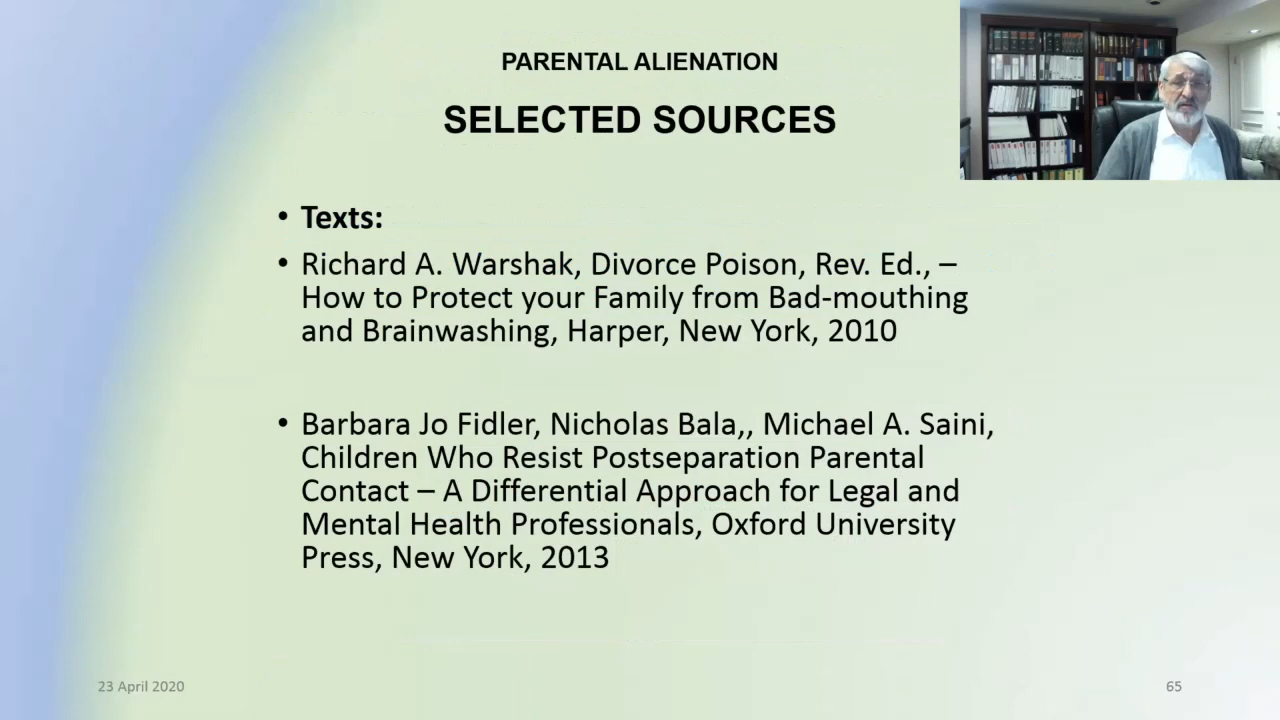 PARENTAL ALIENATION
SELECTED SOURCES
• Texts:
• Richard A. Warshak, Divorce Poison, Rev. Ed., –
How to Protect your Family from Bad-mouthing
and Brainwashing, Harper, New York, 2010
• Barbara Jo Fidler, Nicholas Bala,, Michael A. Saini,
Children Who Resist Postseparation Parental
Contact – A Differential Approach for Legal and
Mental Health Professionals, Oxford University
Press, New York, 2013
23 April 2020
65